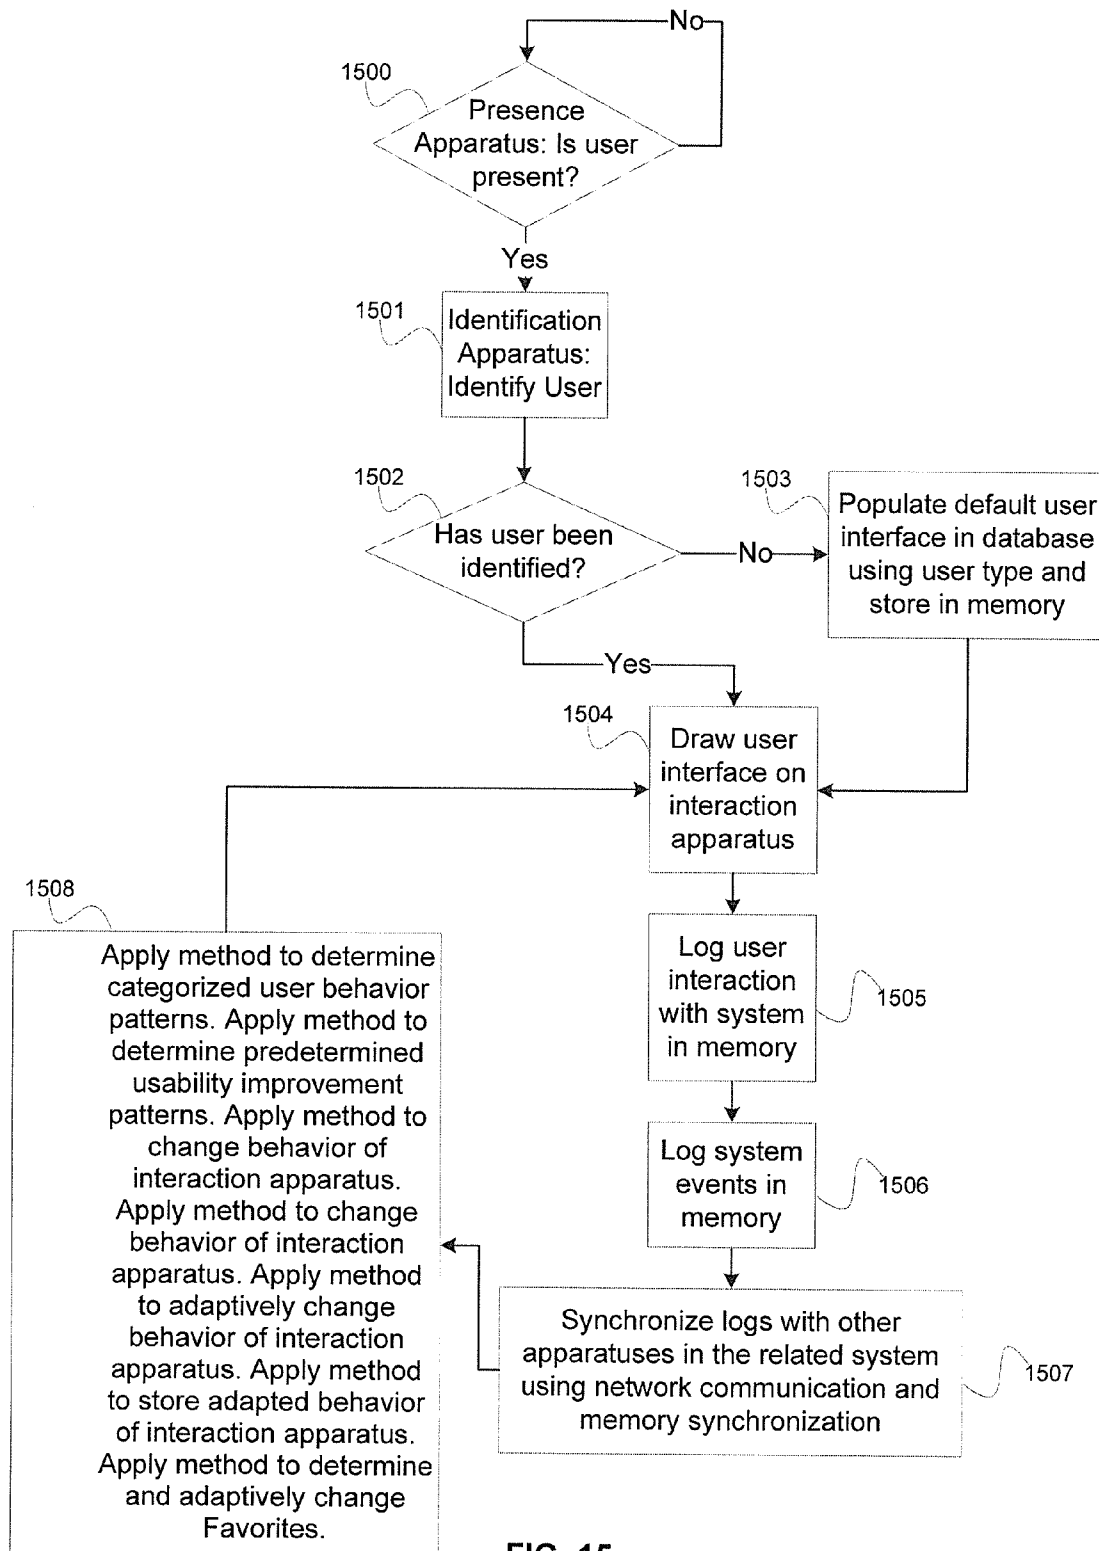 No
1500
Presence
Apparatus: Is user
present?
Yes
1501
Identification
Apparatus:
Identify User
1502
Has user been
identified?
No
1503
Populate default user
interface in database
using user type and
store in memory
Yes
1504
Draw user
interface on
interaction
apparatus
1505
Log user
interaction
with system
in memory
1506
Log system
events in
memory
1507
Synchronize logs with other
apparatuses in the related system
using network communication and
memory synchronization
1508
Apply method to determine
categorized user behavior
patterns. Apply method to
determine predetermined
usability improvement
patterns. Apply method to
change behavior of
interaction apparatus.
Apply method to change
behavior of interaction
apparatus. Apply method
to adaptively change
behavior of interaction
apparatus. Apply method
to store adapted behavior
of interaction apparatus.
Apply method to determine
and adaptively change
Favorites.
FIG. 15